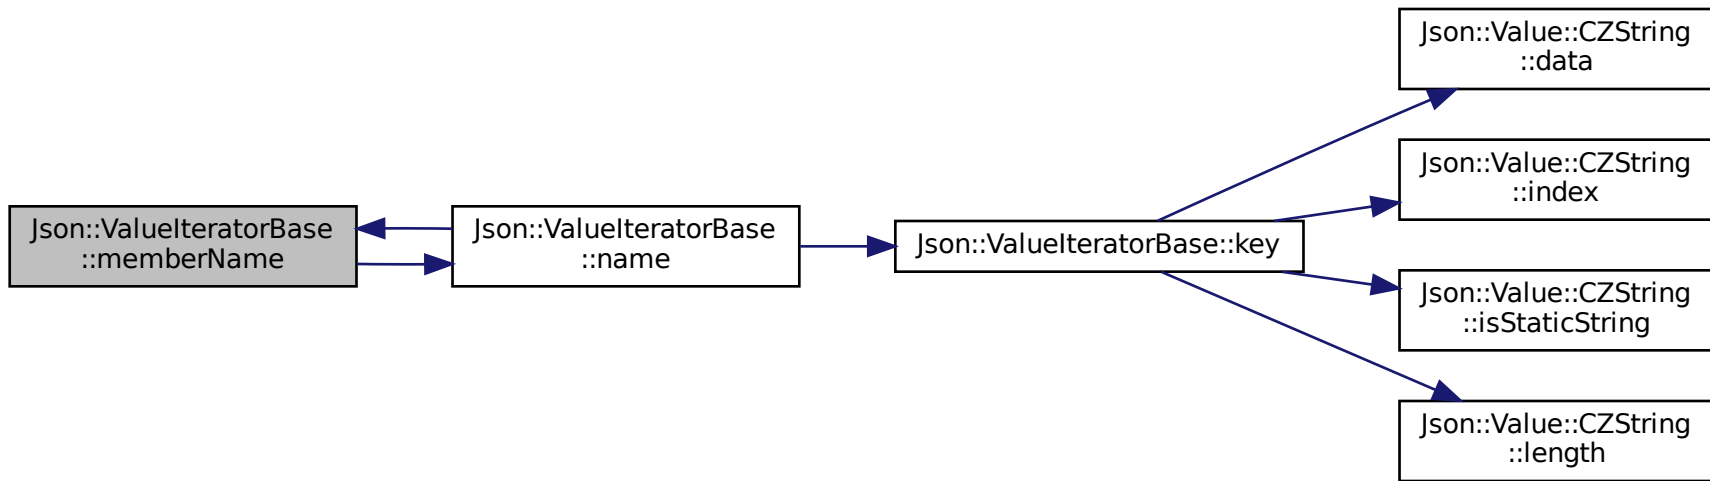 Json::ValueIteratorBase
::memberName
Json::ValueIteratorBase
::name
Json::ValueIteratorBase::key
Json::Value::CZString
::data
Json::Value::CZString
::index
Json::Value::CZString
::isStaticString
Json::Value::CZString
::length